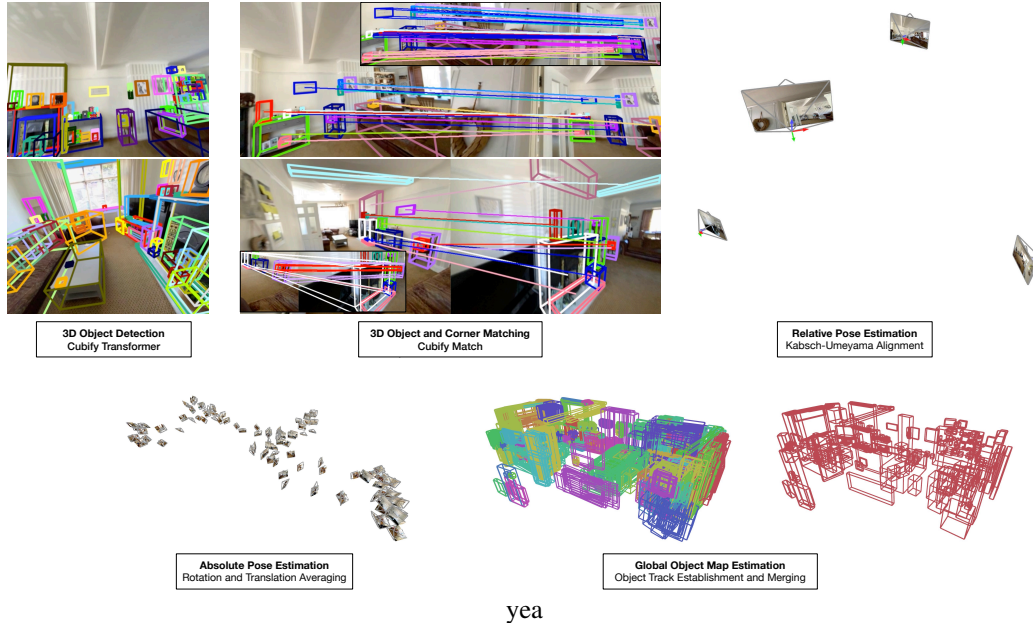 3D Object Detection
Cubify Transformer
3D Object and Corner Matching
Cubify Match
Relative Pose Estimation
Kabsch-Umeyama Alignment
Absolute Pose Estimation
Rotation and Translation Averaging
Global Object Map Estimation
Object Track Establishment and Merging
yea